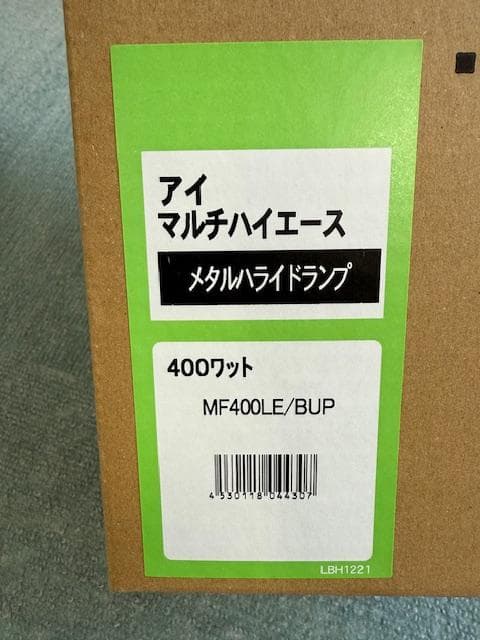 アイ
マルチハイエース
メタルハライドランプ
400ワット
MF400LE/BUP
4530118044307
LBH1221